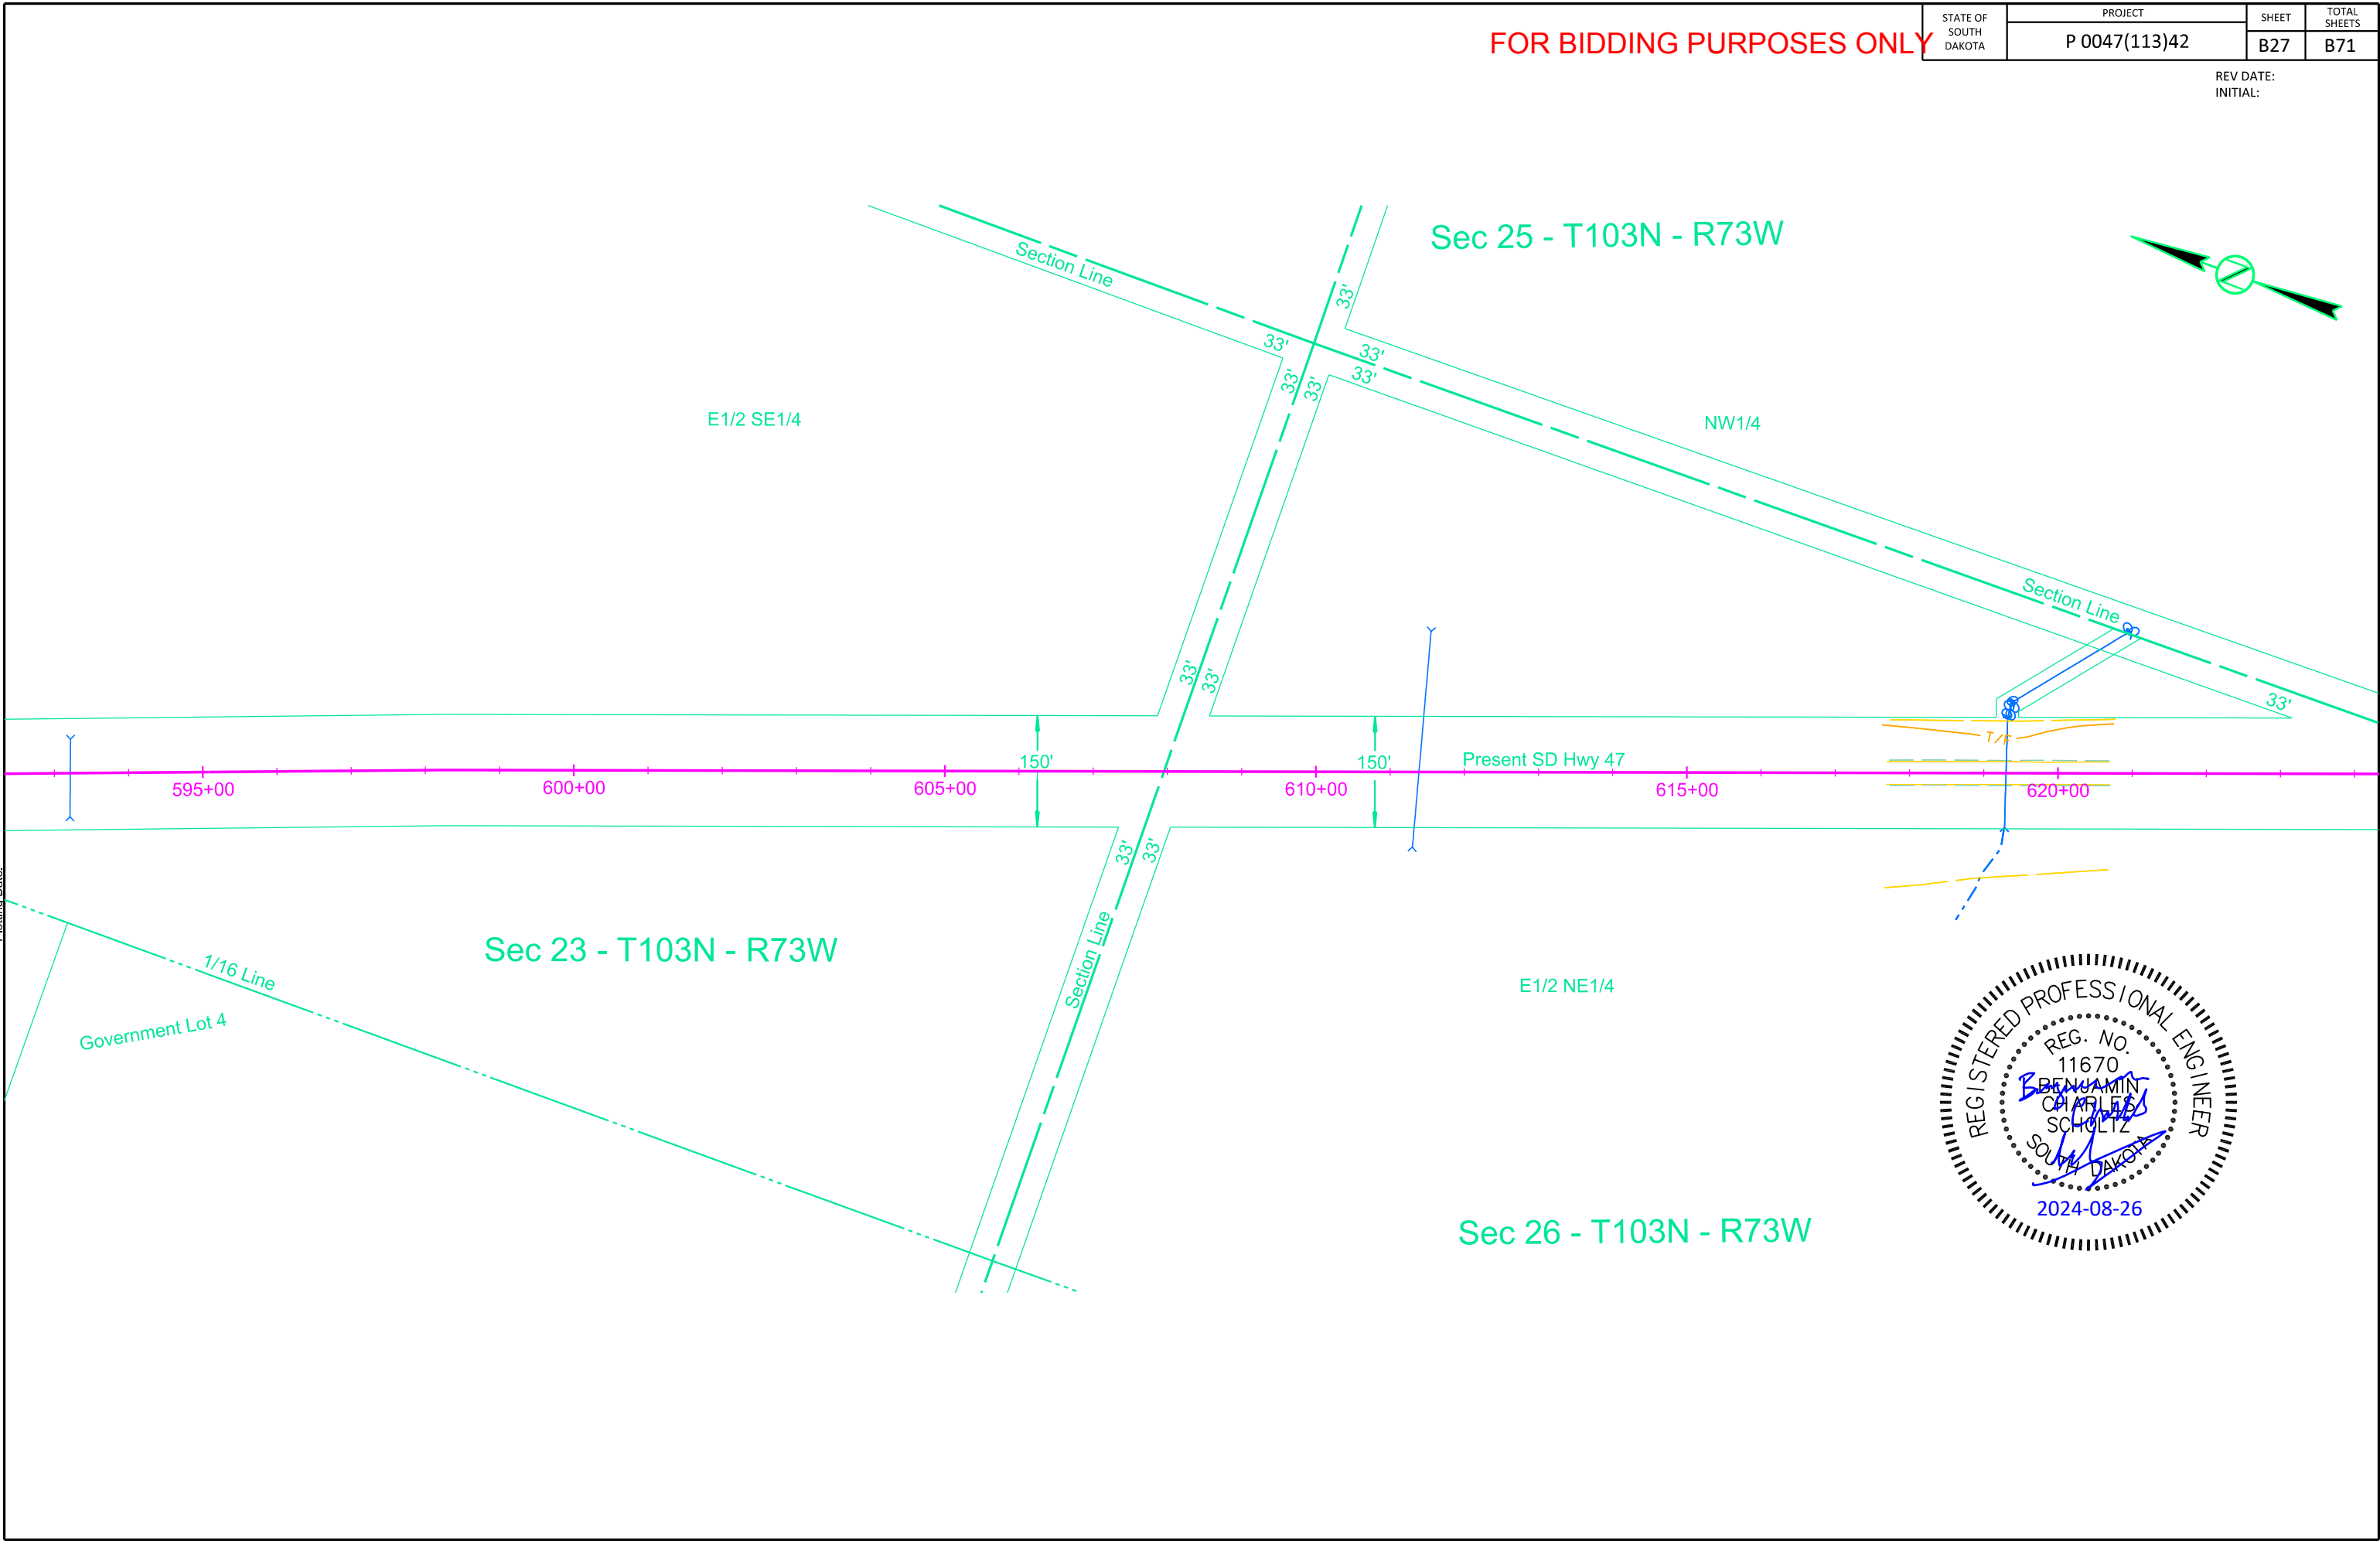 FOR BIDDING PURPOSES ONLY
STATE OF
SOUTH
DAKOTA
PROJECT
P 0047(113)42
SHEET
B27
TOTAL
SHEETS
B71
REV DATE:
INITIAL:
Sec 25 - T103N - R73W
Section Line
33'
33'
33'
33'
33'
33'
E1/2 SE1/4
NW1/4
N
Section Line
33'
33'
33'
150'
150'
Present SD Hwy 47
T/F
595+00
600+00
605+00
610+00
615+00
620+00
33'
33'
Sec 23 - T103N - R73W
1/16 Line
Section Line
Government Lot 4
E1/2 NE1/4
Sec 26 - T103N - R73W
REGISTERED PROFESSIONAL ENGINEER
REG. NO.
11670
BENJAMIN
CHARLES
SCHOLTZ
SOUTH DAKOTA
2024-08-26